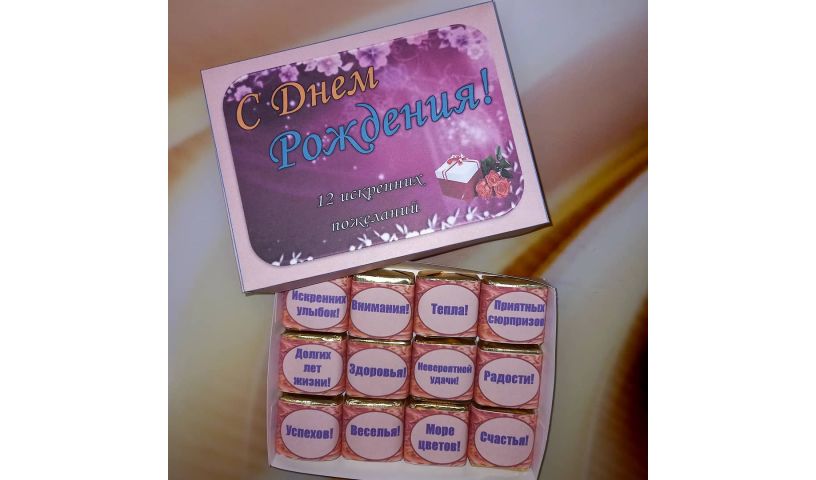 С Днем
Рождения!
12 искренних
пожеланий
Искренних
улыбок!
Внимания!
Тепла!
Приятных
сюрпризов
Долгих
лет
жизни!
Здоровья!
Невероятной
удачи!
Радости!
Успехов!
Веселья!
Море
цветов!
Счастья!